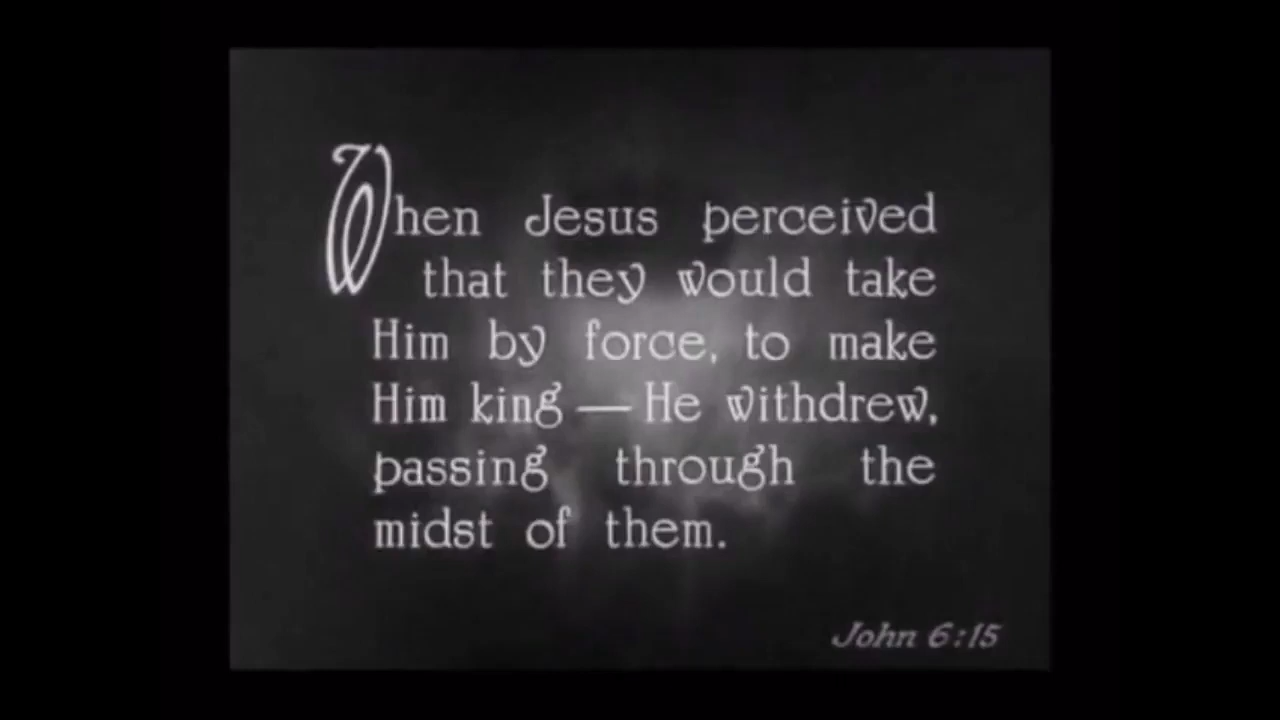 When Jesus perceived
that they would take
Him by force, to make
Him king — He withdrew,
passing through the
midst of them.
John 6:15